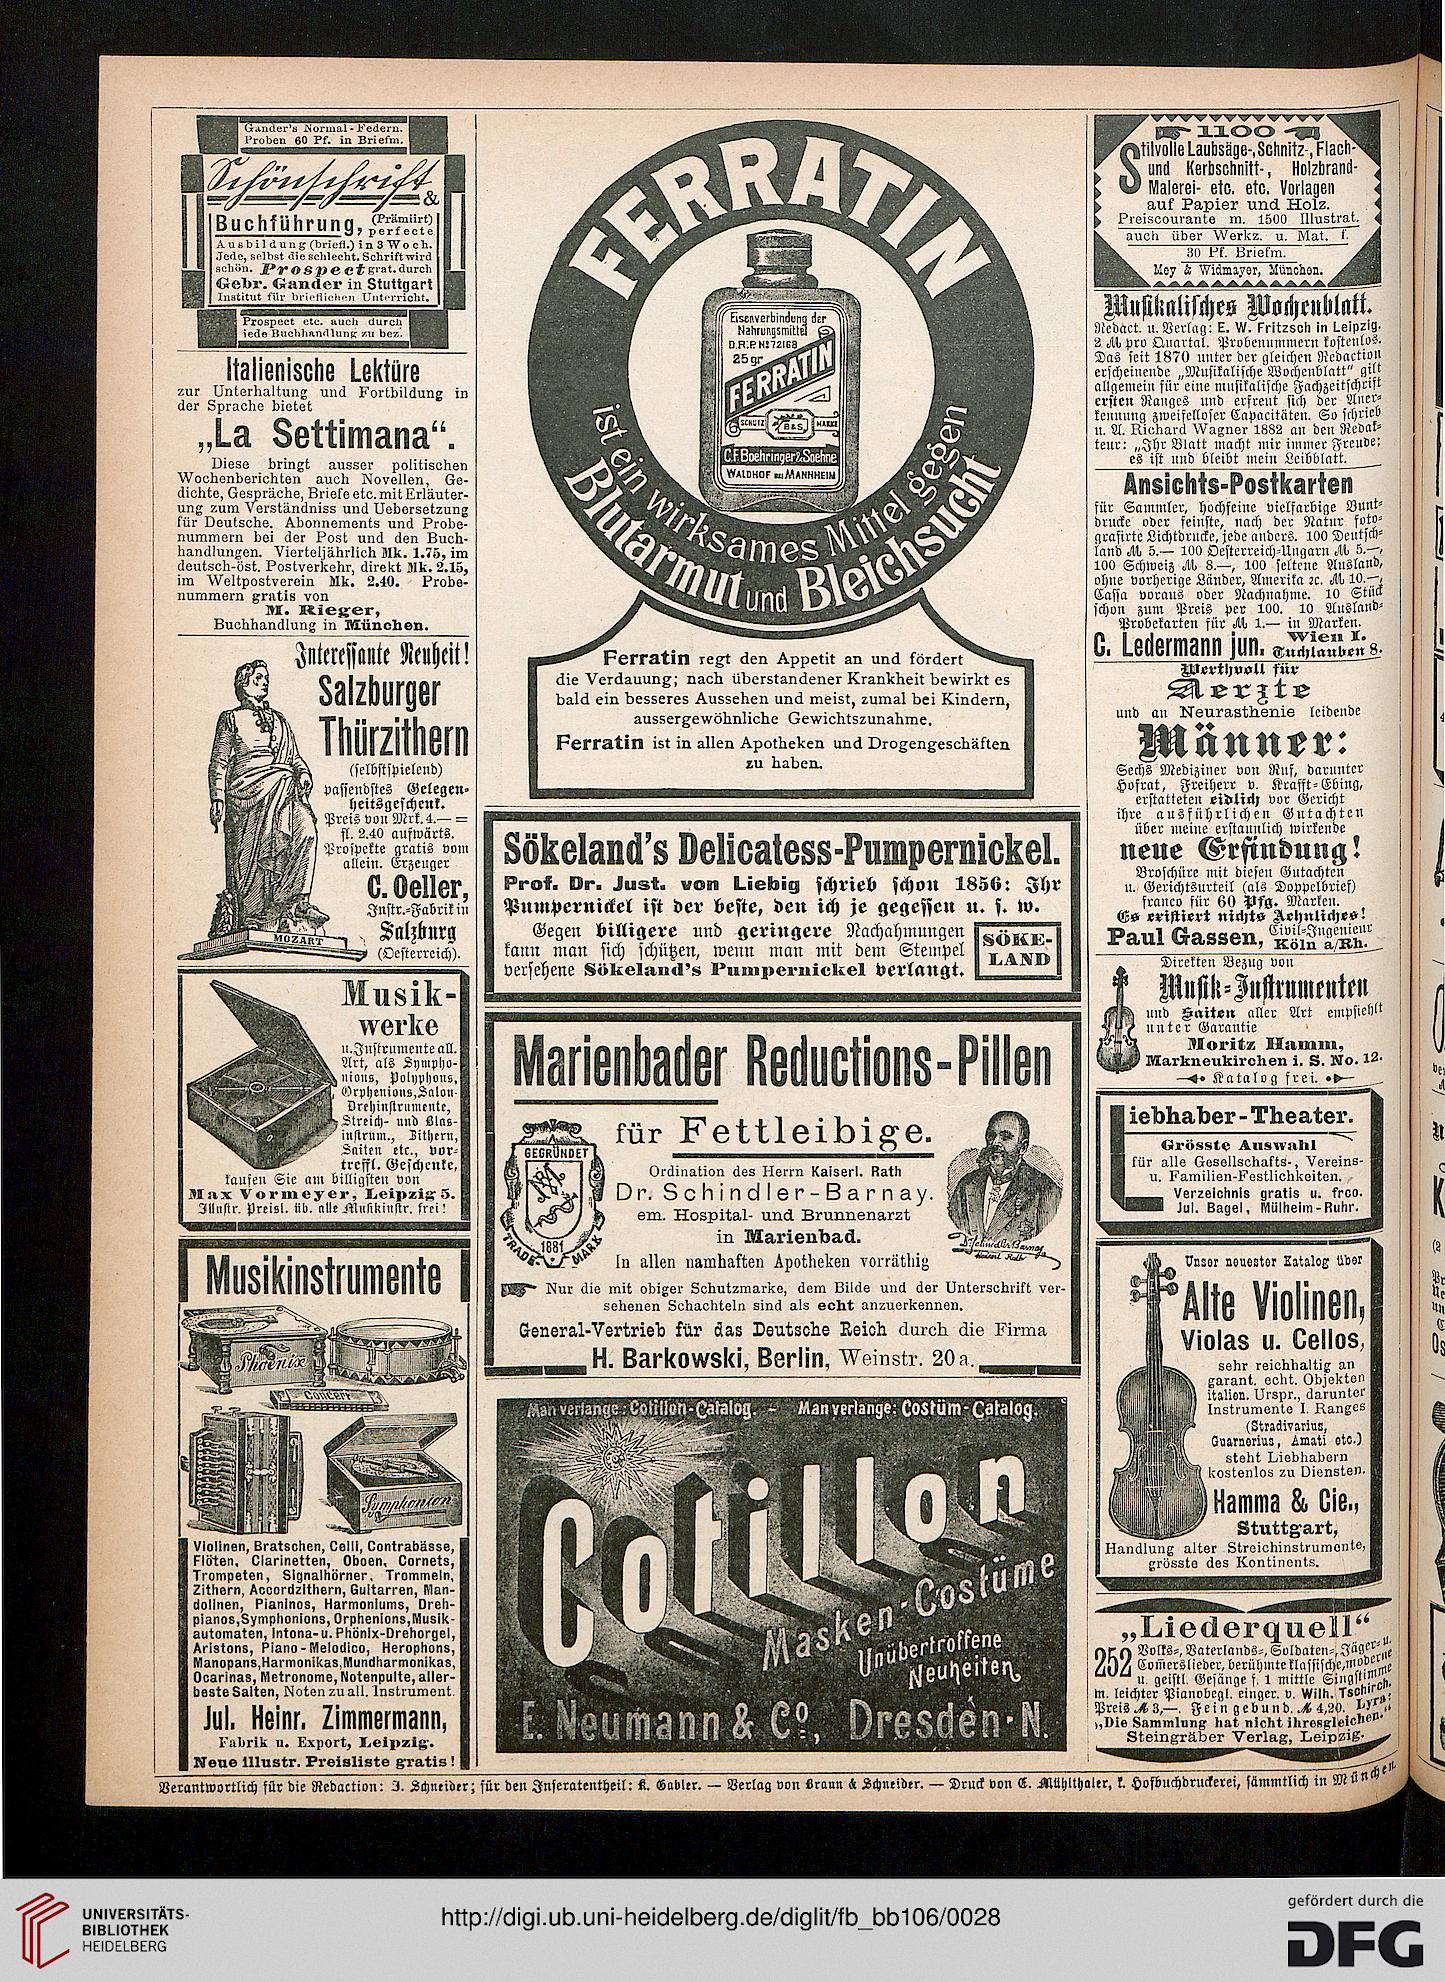 Gander's Normal-Federn.
Proben 60 Pf. in Briefm.
Schönschrift
&
Buchführung, (Prämiirt) perfecte
Ausbildung (briefl.) in 3 Woch.
Jede, selbst die schlecht. Schrift wird
schön. Prospect grat. durch
Gebr. Gander in Stuttgart
Institut für brieflichen Unterricht.
Prospect etc. auch durch
jede Buchhandlung zu bez.
Italienische Lektüre
zur Unterhaltung und Fortbildung in
der Sprache bietet
„La Settimana“.
Diese bringt ausser politischen
Wochenberichten auch Novellen, Ge-
dichte, Gespräche, Briefe etc. mit Erläuter-
ung zum Verständniss und Uebersetzung
für Deutsche. Abonnements und Probe-
nummern bei der Post und den Buch-
handlungen. Vierteljährlich Mk. 1.75, im
deutsch-öst. Postverkehr, direkt Mk. 2.15,
im Weltpostverein Mk. 2.40. Probe-
nummern gratis von
M. Rieger,
Buchhandlung in München.
Interessante Neuheit!
Salzburger
Thürzithern
(selbstspielend)
passendstes Gelegen-
heitsgeschenk.
Preis von Mrk. 4.— =
fl. 2.40 aufwärts.
Prospekte gratis vom
allein. Erzeuger
C. Oeller,
Instr.-Fabrik in
Salzburg
(Oesterreich).
MOZART
Musik-
werke
u. Instrumente all.
Art, als Sympho-
nions, Polyphons,
Orphenions, Salon-
Drehinstrumente,
Streich- und Blas-
instrum., Zithern,
Saiten etc., vor-
treffl. Geschenke,
kaufen Sie am billigsten von
Max Vormeyer, Leipzig 5.
Illustr. Preisl. üb. alle Musikinstr. frei!
Musikinstrumente
Phoenix
Concert
Symphonion
Violinen, Bratschen, Celli, Contrabässe,
Flöten, Clarinetten, Oboen, Cornets,
Trompeten, Signalhörner, Trommeln,
Zithern, Accordzithern, Guitarren, Man-
dolinen, Pianinos, Harmoniums, Dreh-
pianos, Symphonions, Orphenions, Musik-
automaten, Intona- u. Phönix-Drehorgel,
Aristons, Piano-Melodico, Herophons,
Manopans, Harmonikas, Mundharmonikas,
Ocarinas, Metronome, Notenpulte, aller-
beste Saiten, Noten zu all. Instrument.
Jul. Heinr. Zimmermann,
Fabrik u. Export, Leipzig.
Neue illustr. Preisliste gratis!
FERRATIN
Eisenverbindung der
Nahrungsmittel
D.R.P. No 72168
25 gr
FERRATIN
SCHUTZ B&S MARKE
C.F. Boehringer & Soehne
WALDHOF bei MANNHEIM
ist ein wirksames Mittel gegen
Blutarmut und Bleichsucht
Ferratin regt den Appetit an und fördert
die Verdauung; nach überstandener Krankheit bewirkt es
bald ein besseres Aussehen und meist, zumal bei Kindern,
aussergewöhnliche Gewichtszunahme.
Ferratin ist in allen Apotheken und Drogengeschäften
zu haben.
Sökeland's Delicatess-Pumpernickel.
Prof. Dr. Just. von Liebig schrieb schon 1856: Ihr
Pumpernickel ist der beste, den ich je gegessen u. s. w.
Gegen billigere und geringere Nachahmungen
kann man sich schützen, wenn man mit dem Stempel
versehene Sökeland's Pumpernickel verlangt.
SÖKE-
LAND
Marienbader Reductions-Pillen
für Fettleibige.
GEGRÜNDET
1881
TRADE-MARK
Ordination des Herrn Kaiserl. Rath
Dr. Schindler-Barnay.
em. Hospital- und Brunnenarzt
in Marienbad.
In allen namhaften Apotheken vorräthig
Dr. Schindler Barnay
Kaiserl. Rath
Nur die mit obiger Schutzmarke, dem Bilde und der Unterschrift ver-
sehenen Schachteln sind als echt anzuerkennen.
General-Vertrieb für das Deutsche Reich durch die Firma
H. Barkowski, Berlin, Weinstr. 20a.
Man verlange: Cotillon-Catalog. – Man verlange: Costüm-Catalog.
Cotillon
Masken-Costüme
Unübertroffene
Neuheiten
E. Neumann & Co., Dresden-N.
1100
Stilvolle Laubsäge-, Schnitz-, Flach-
und Kerbschnitt-, Holzbrand-
Malerei- etc. etc. Vorlagen
auf Papier und Holz.
Preiscourante m. 1500 Illustrat.
auch über Werkz. u. Mat. f.
30 Pf. Briefm.
Mey & Widmayer, München.
Musikalisches Wochenblatt.
Redact. u. Verlag: E. W. Fritzsch in Leipzig.
2 M pro Quartal. Probenummern kostenlos.
Das seit 1870 unter der gleichen Redaction
erscheinende „Musikalische Wochenblatt“ gilt
allgemein für eine musikalische Fachzeitschrift
ersten Ranges und erfreut sich der Aner-
kennung zweifelloser Capacitäten. So schrieb
u. A. Richard Wagner 1882 an den Redak-
teur: „Ihr Blatt macht mir immer Freude;
es ist und bleibt mein Leibblatt.
Ansichts-Postkarten
für Sammler, hochfeine vielfarbige Bunt-
drucke oder feinste, nach der Natur foto-
grafirte Lichtdrucke, jede anders. 100 Deutsch-
land M 5.— 100 Oesterreich-Ungarn M 5.—,
100 Schweiz M 8.—, 100 seltene Ausland,
ohne vorherige Länder, Amerika 2c. M 10.—,
Cassa voraus oder Nachnahme. 10 Stück
schon zum Preis per 100. 10 Ausland-
Probekarten für M 1.— in Marken.
C. Ledermann jun. Wien I. Tuchlauben 8.
Werthvoll für
Aerzte
und an Neurasthenie leidende
Männer:
Sechs Mediziner von Ruf, darunter
Hofrat, Freiherr v. Krafft-Ebing,
erstatteten eidlich vor Gericht
ihre ausführlichen Gutachten
über meine erstaunlich wirkende
neue Erfindung!
Broschüre mit diesen Gutachten
u. Gerichtsurteil (als Doppelbrief)
franco für 60 Pfg. Marken.
Es existiert nichts Aehnliches!
Paul Gassen, Civil-Ingenieur Köln a/Rh.
Direkten Bezug von
Musik-Instrumenten
und Saiten aller Art empfiehlt
unter Garantie
Moritz Hamm,
Markneukirchen i. S. No. 12.
Katalog frei.
Liebhaber-Theater.
Grösste Auswahl
für alle Gesellschafts-, Vereins-
u. Familien-Festlichkeiten.
Verzeichnis gratis u. frco.
Jul. Bagel, Mülheim-Ruhr.
Unser neuester Katalog über
Alte Violinen,
Violas u. Cellos,
sehr reichhaltig an
garant. echt. Objekten
italien. Urspr., darunter
Instrumente I. Ranges
(Stradivarius,
Guarnerius, Amati etc.)
steht Liebhabern
kostenlos zu Diensten.
Hamma & Cie.,
Stuttgart,
Handlung alter Streichinstrumente,
grösste des Kontinents.
„Liederquell“
252 Volks-, Vaterlands-, Soldaten-, Jäger- u.
Comerslieder, berühmte klassische, moderne
u. geistl. Gesänge f. 1 mittle Singstimme
m. leichter Pianobegl. einger. v. Wilh. Tschirch.
Preis M 3,—. Fein gebund. M 4,20. Lyra:
„Die Sammlung hat nicht ihresgleichen.“
Steingräber Verlag, Leipzig.
Verantwortlich für die Redaction: J. Schneider; für den Inseratentheil: K. Gabler. — Verlag von Braun & Schneider. — Druck von E. Mühlthaler, k. Hofbuchdruckerei, sämmtlich in München.
UNIVERSITÄTS-
BIBLIOTHEK
HEIDELBERG
http://digi.ub.uni-heidelberg.de/diglit/fb_bb106/0028
gefördert durch die
DFG